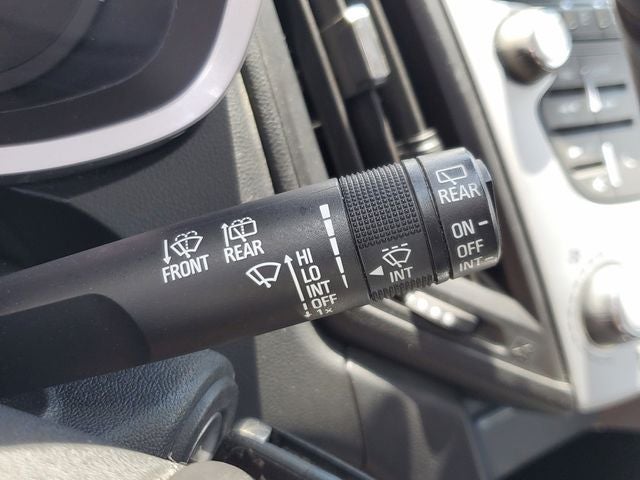 FRONT
REAR
HI
LO
INT
OFF
1x
INT
REAR
ON
OFF
INT